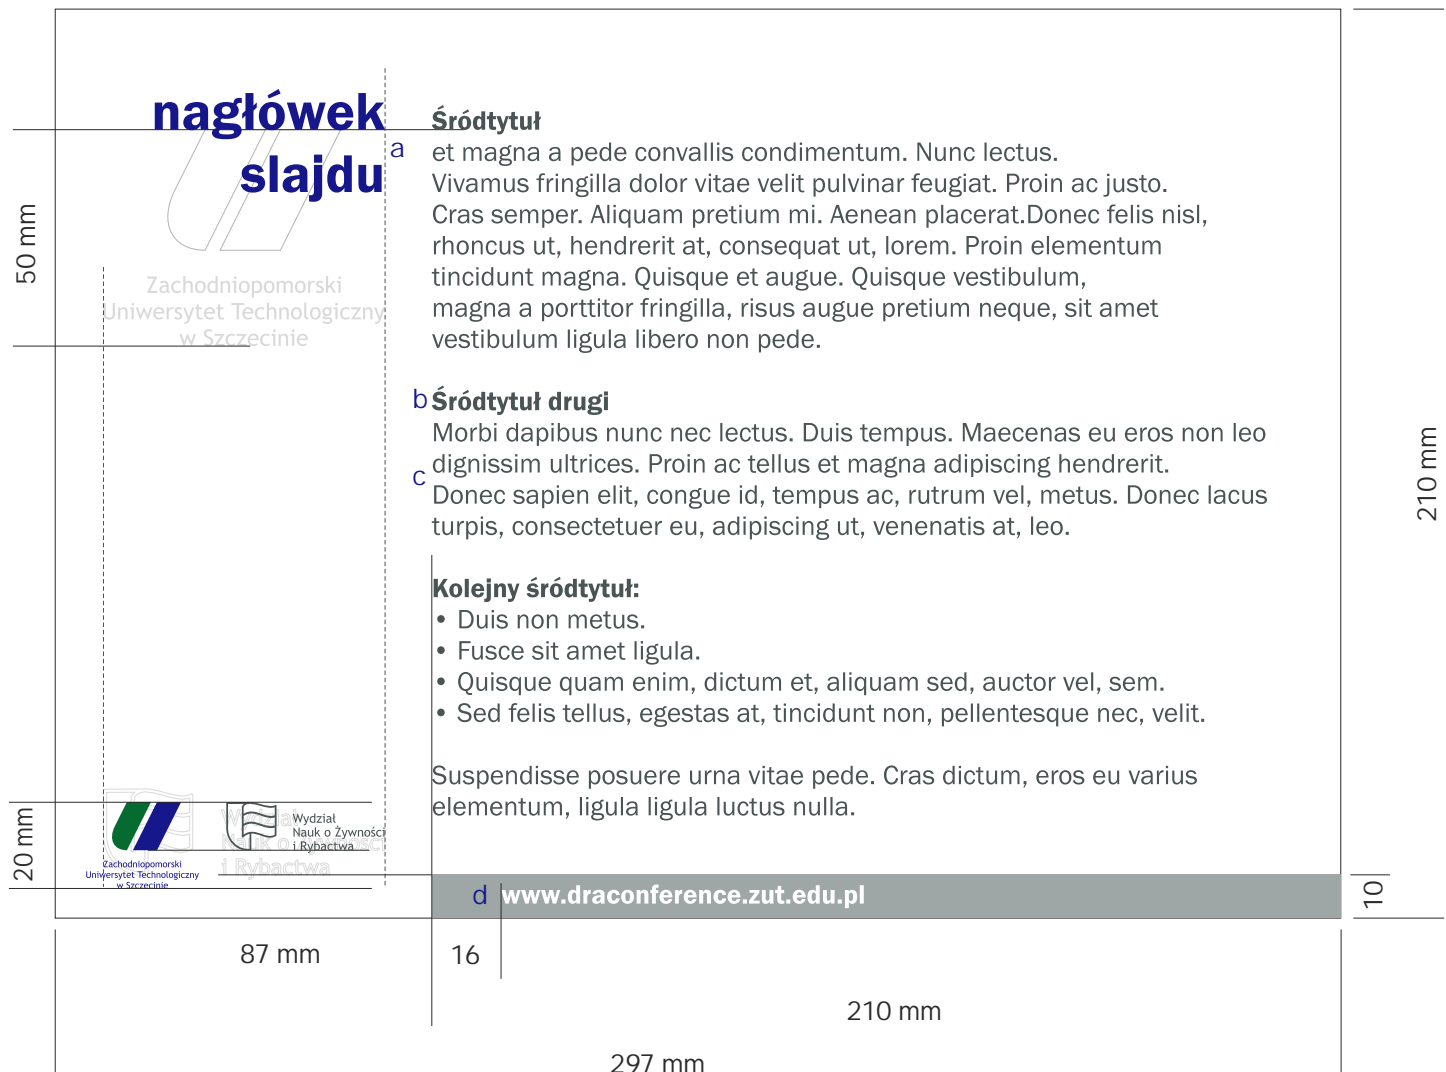 nagłówek
slajdu
a
50 mm
Zachodniopomorski
Uniwersytet Technologiczny
w Szczecinie
Śródtytuł
et magna a pede convallis condimentum. Nunc lectus.
Vivamus fringilla dolor vitae velit pulvinar feugiat. Proin ac justo.
Cras semper. Aliquam pretium mi. Aenean placerat.Donec felis nisl,
rhoncus ut, hendrerit at, consequat ut, lorem. Proin elementum
tincidunt magna. Quisque et augue. Quisque vestibulum,
magna a porttitor fringilla, risus augue pretium neque, sit amet
vestibulum ligula libero non pede.
b
Śródtytuł drugi
Morbi dapibus nunc nec lectus. Duis tempus. Maecenas eu eros non leo
dignissim ultrices. Proin ac tellus et magna adipiscing hendrerit.
c
Donec sapien elit, congue id, tempus ac, rutrum vel, metus. Donec lacus
turpis, consectetuer eu, adipiscing ut, venenatis at, leo.
Kolejny śródtytuł:
• Duis non metus.
• Fusce sit amet ligula.
• Quisque quam enim, dictum et, aliquam sed, auctor vel, sem.
• Sed felis tellus, egestas at, tincidunt non, pellentesque nec, velit.
Suspendisse posuere urna vitae pede. Cras dictum, eros eu varius
elementum, ligula ligula luctus nulla.
210 mm
20 mm
Zachodniopomorski
Uniwersytet Technologiczny
w Szczecinie
Wydział
Nauk o Żywności
i Rybactwa
Wydział
Nauk o Żywności
i Rybactwa
d
www.draconference.zut.edu.pl
10
87 mm
16
210 mm
297 mm